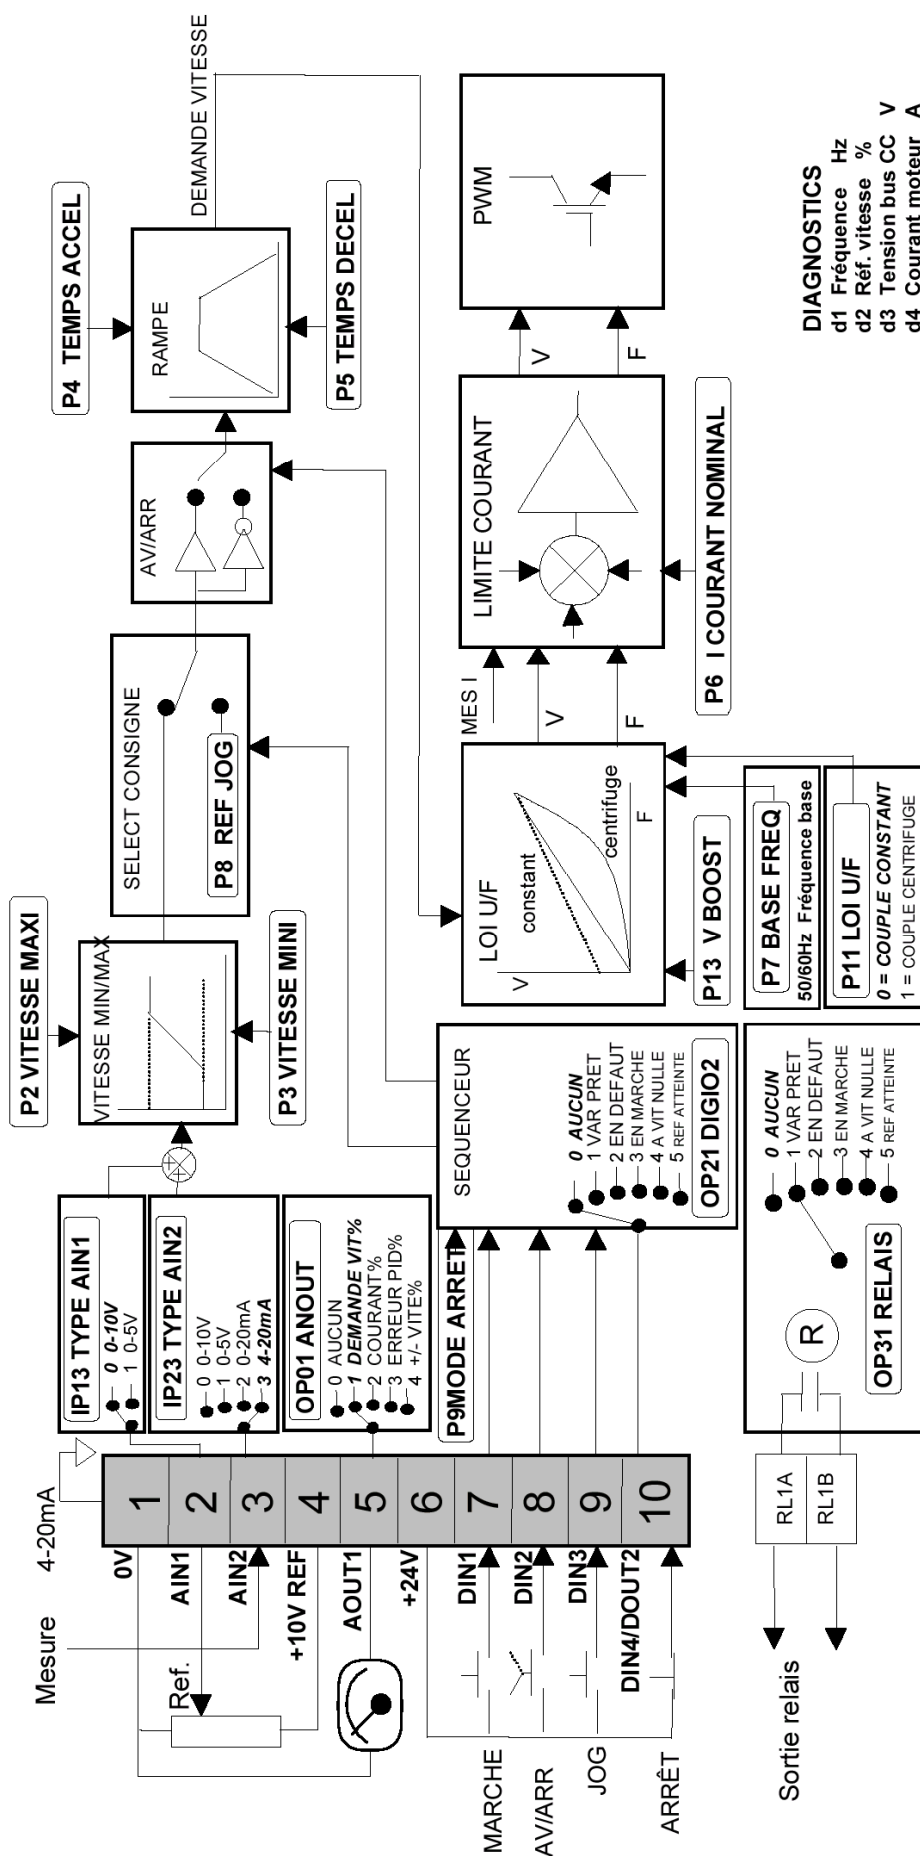 Mesure
4-20mA
Ref.
MARCHE
AV/ARR
JOG
ARRÊT
0V
AIN1
AIN2
+10V REF
AOUT1
+24V
DIN1
DIN2
DIN3
DIN4/DOUT2
1
2
3
4
5
6
7
8
9
10
Sortie relais
RL1A
RL1B
IP13 TYPE AIN1
0 0-10V
1 0-5V
IP23 TYPE AIN2
0 0-10V
1 0-5V
2 0-20mA
3 4-20mA
OP01 ANOUT
0 AUCUN
1 DEMANDE VIT%
2 COURANT%
3 ERREUR PID%
4 +/- VITE%
P9MODE ARRET
SEQUENCEUR
0 AUCUN
1 VAR PRET
2 EN DEFAUT
3 EN MARCHE
4 A VIT NULLE
5 REF ATTEINTE
OP21 DIGIO2
R
0 AUCUN
1 VAR PRET
2 EN DEFAUT
3 EN MARCHE
4 A VIT NULLE
5 REF ATTEINTE
OP31 RELAIS
P2 VITESSE MAXI
VITESSE MIN/MAX
P3 VITESSE MINI
+
+
SELECT CONSIGNE
P8 REF JOG
AV/ARR
P4 TEMPS ACCEL
RAMPE
P5 TEMPS DECEL
DEMANDE VITESSE
LOI U/F
V
constant
centrifuge
F
P13 V BOOST
P7 BASE FREQ
50/60Hz Fréquence base
P11 LOI U/F
0 = COUPLE CONSTANT
1 = COUPLE CENTRIFUGE
MES I
V
F
LIMITE COURANT
P6 I COURANT NOMINAL
V
F
PWM
DIAGNOSTICS
d1 Fréquence Hz
d2 Réf. vitesse %
d3 Tension bus CC V
d4 Courant moteur A